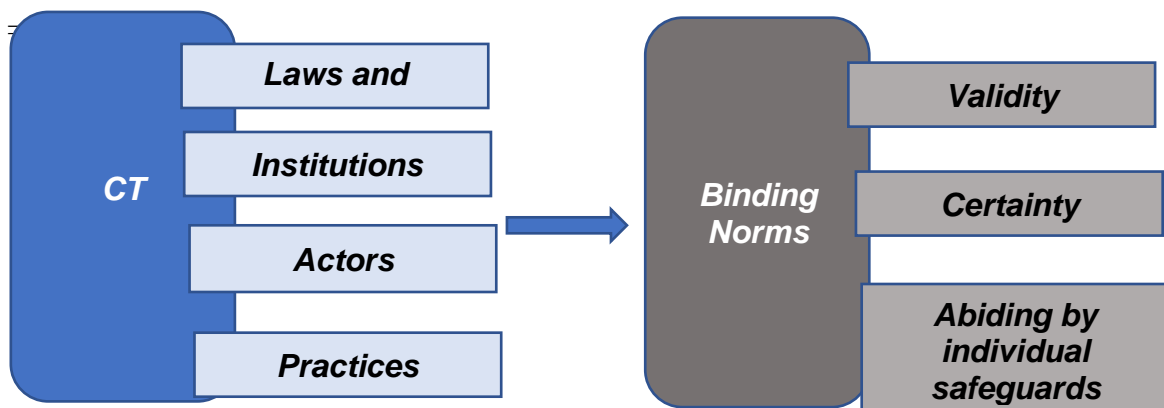 CT
Laws and
Institutions
Actors
Practices
Binding
Norms
Validity
Certainty
Abiding by
individual
safeguards